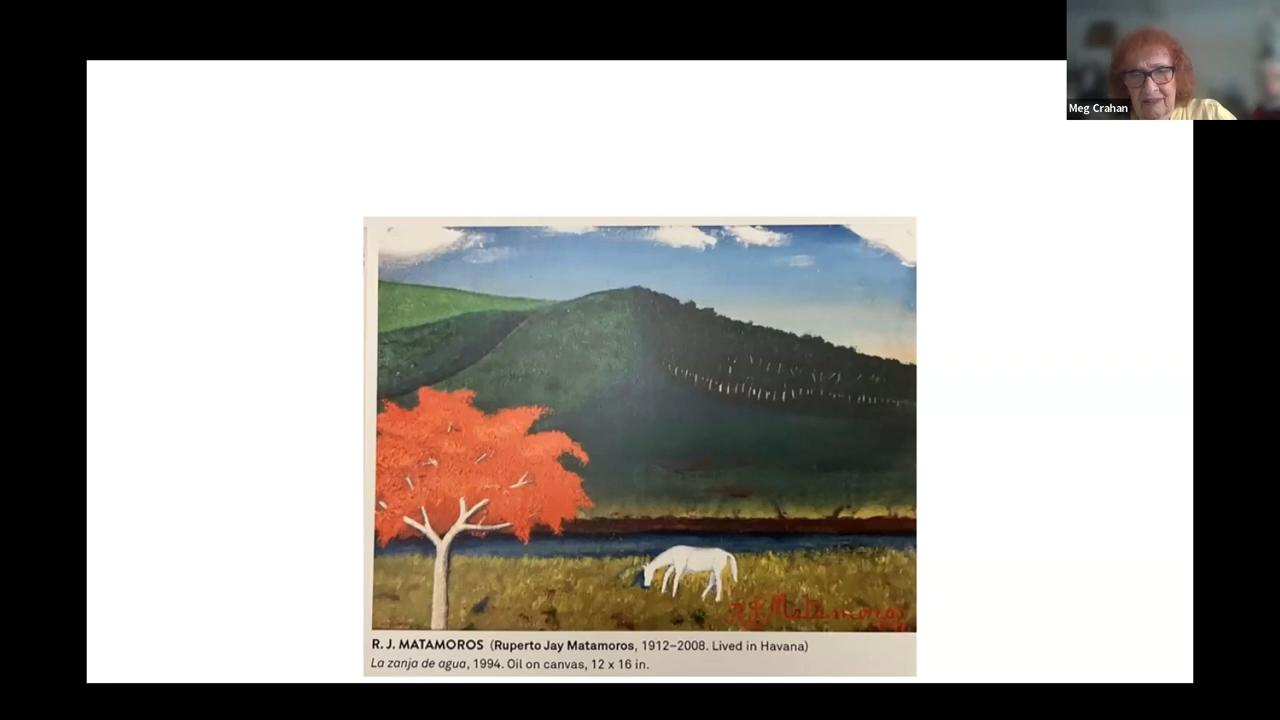 Meg Crahan
R. J. Matamoros
R. J. MATAMOROS (Ruperto Jay Matamoros, 1912–2008. Lived in Havana)
La zanja de agua, 1994. Oil on canvas, 12 x 16 in.